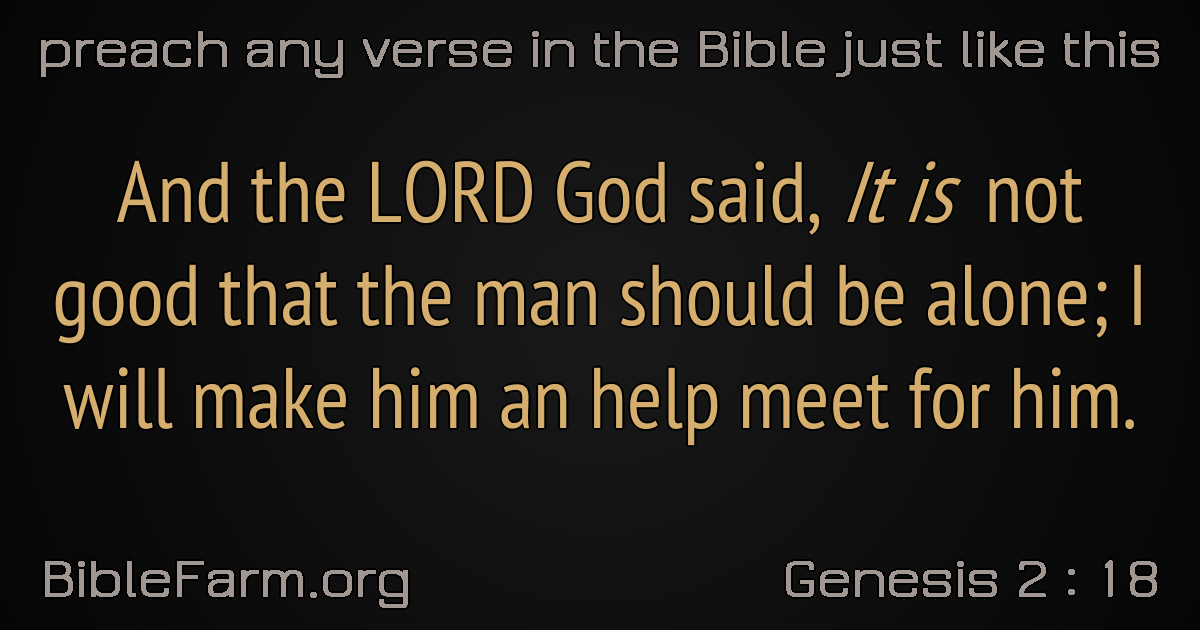 preach any verse in the Bible just like this
And the LORD God said, It is not
good that the man should be alone; I
will make him an help meet for him.
BibleFarm.org
Genesis 2 : 18